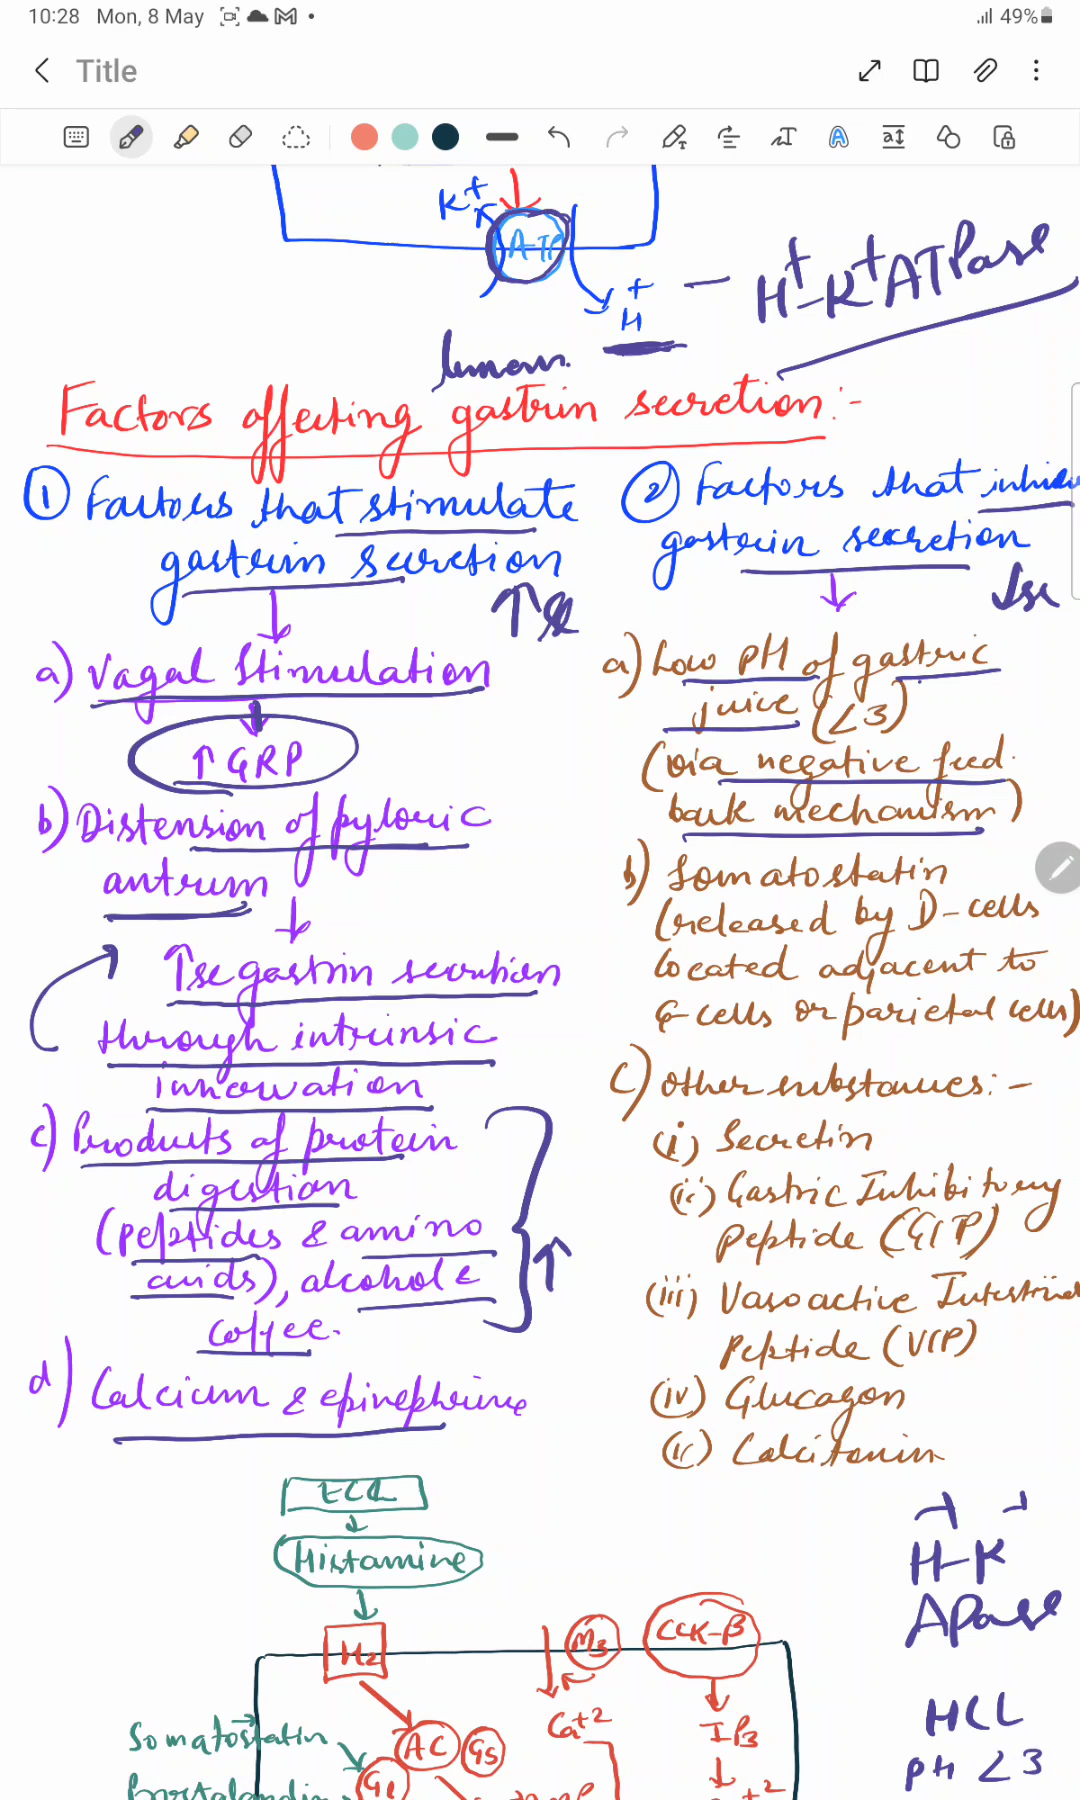 10:28 Mon, 8 May
49%
Title
K+
ATP
H+
H+-K+ATPase
lumen.
Factors affecting gastrin secretion:-
① Factors that stimulate
gastrin secretion
↑se
a) Vagal Stimulation
↑GRP
b) Distension of pyloric
antrum
↑se gastrin secretion
through intrinsic
innervation
c) Products of protein
digestion
(peptides & amino
acids), alcohol &
coffee.
↑
d) Calcium & epinephrine
② Factors that
gastrin secretion
↓se
a) Low pH of gastric
juice (<3)
(via negative feed
back mechanism)
b) Somatostatin
(released by D-cells
located adjacent to
G-cells or parietal cells)
c) other substances:-
(i) Secretin
(ii) Gastric Inhibitory
Peptide (GIP)
(iii) Vasoactive Intestinal
Peptide (VIP)
(iv) Glucagon
Calcitonin
ECL
Histamine
H2
M3
CCK-β
H-K
APase
Somatostatin
AC
Gs
Ca+2
IP3
HCL
pH <3